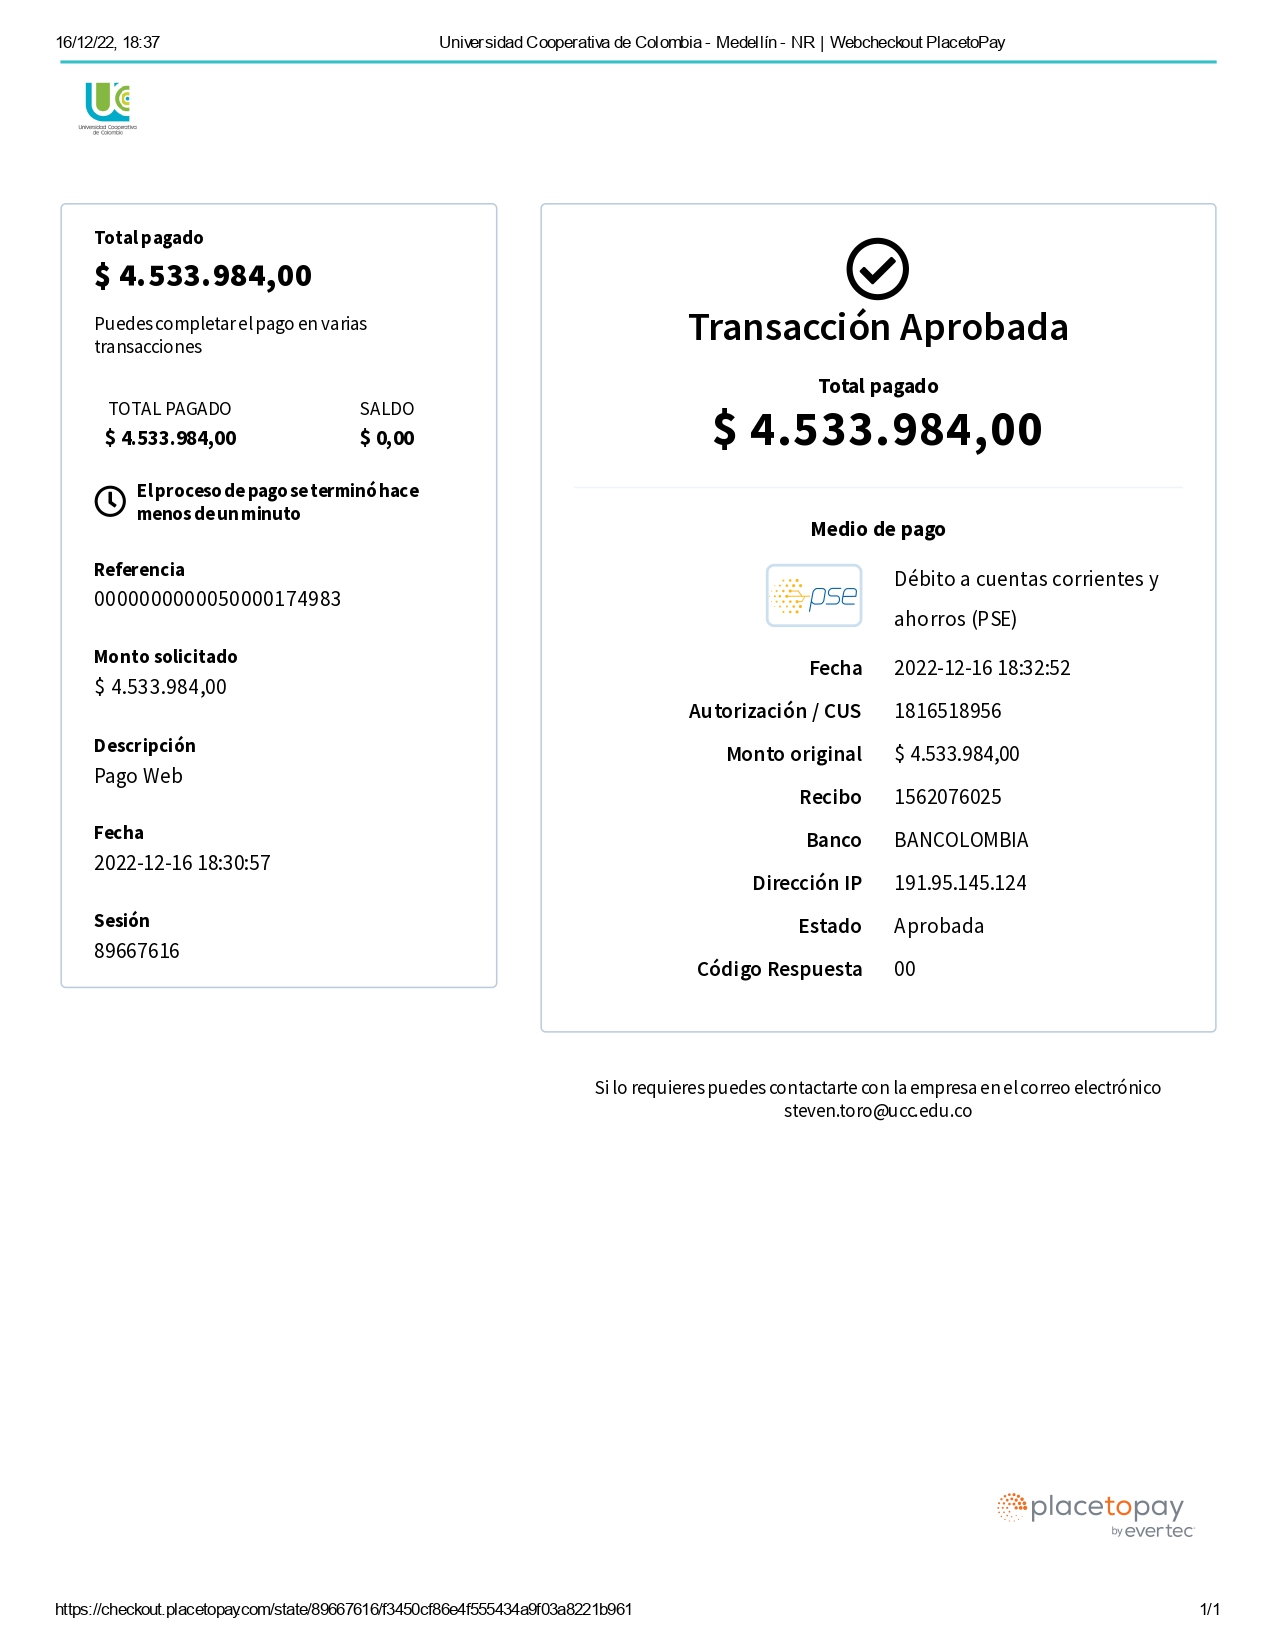 16/12/22, 18:37
Universidad Cooperativa de Colombia - Medellín - NR | Webcheckout PlacetoPay
Universidad Cooperativa
de Colombia
Total pagado
$ 4.533.984,00
Puedes completar el pago en varias
transacciones
TOTAL PAGADO SALDO
$ 4.533.984,00 $ 0,00
El proceso de pago se terminó hace
menos de un minuto
Referencia
0000000000050000174983
Monto solicitado
$ 4.533.984,00
Descripción
Pago Web
Fecha
2022-12-16 18:30:57
Sesión
89667616
Transacción Aprobada
Total pagado
$ 4.533.984,00
Medio de pago
pse
Débito a cuentas corrientes y
ahorros (PSE)
Fecha 2022-12-16 18:32:52
Autorización / CUS 1816518956
Monto original $ 4.533.984,00
Recibo 1562076025
Banco BANCOLOMBIA
Dirección IP 191.95.145.124
Estado Aprobada
Código Respuesta 00
Si lo requieres puedes contactarte con la empresa en el correo electrónico
steven.toro@ucc.edu.co
placetopay
by evertec
https://checkout.placetopay.com/state/89667616/f3450cf86e4f555434a9f03a8221b961
1/1